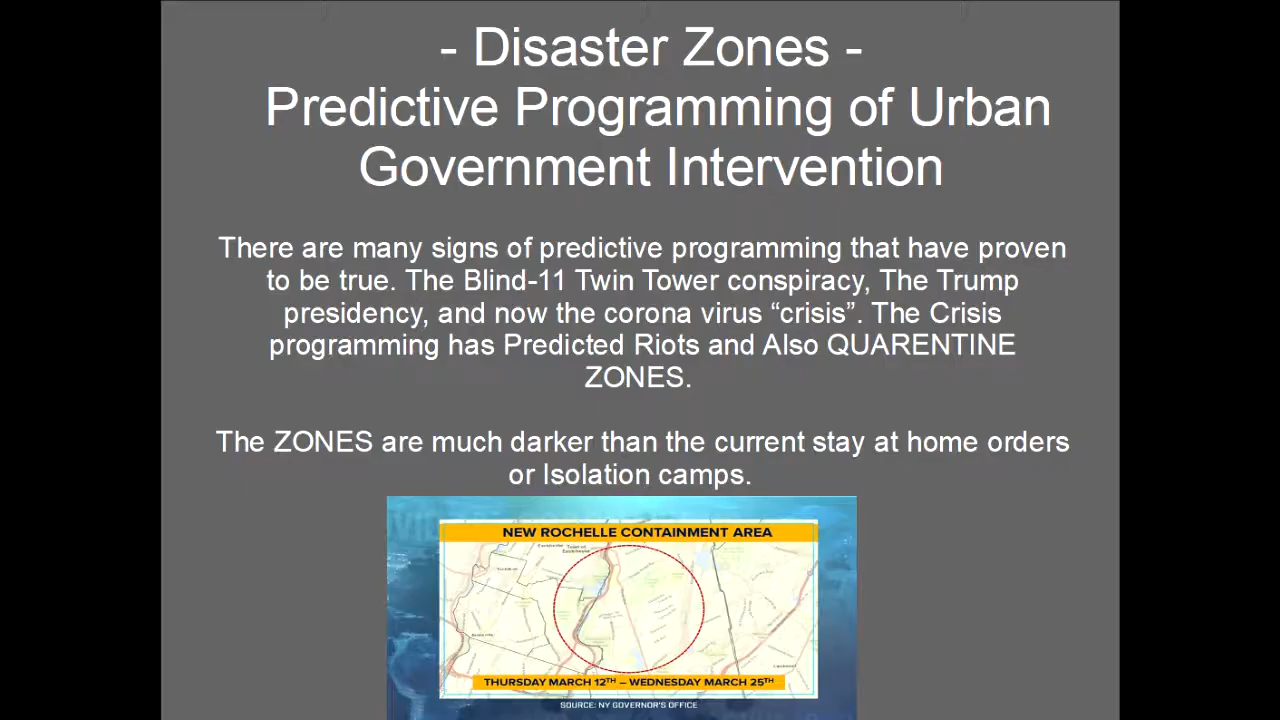 - Disaster Zones -
Predictive Programming of Urban
Government Intervention
There are many signs of predictive programming that have proven
to be true. The Blind-11 Twin Tower conspiracy, The Trump
presidency, and now the corona virus “crisis”. The Crisis
programming has Predicted Riots and Also QUARENTINE
ZONES.
The ZONES are much darker than the current stay at home orders
or Isolation camps.
NEW ROCHELLE CONTAINMENT AREA
THURSDAY MARCH 12TH – WEDNESDAY MARCH 25TH
SOURCE: NY GOVERNOR'S OFFICE